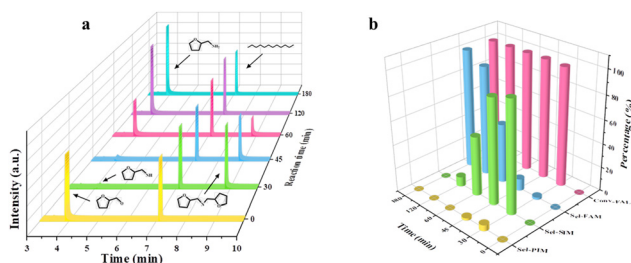 a
b
Intensity (a.u.)
3 4 5 6 7 8 9 10
Time (min)
0
30
45
60
120
180
Reaction time (min)
NH₂
100
80
60
40
20
0
Percentage (%)
180
120
60
45
30
0
Time (min)
Conv.-FAL
Sel-FAM
Sel-SIM
Sel-PIM